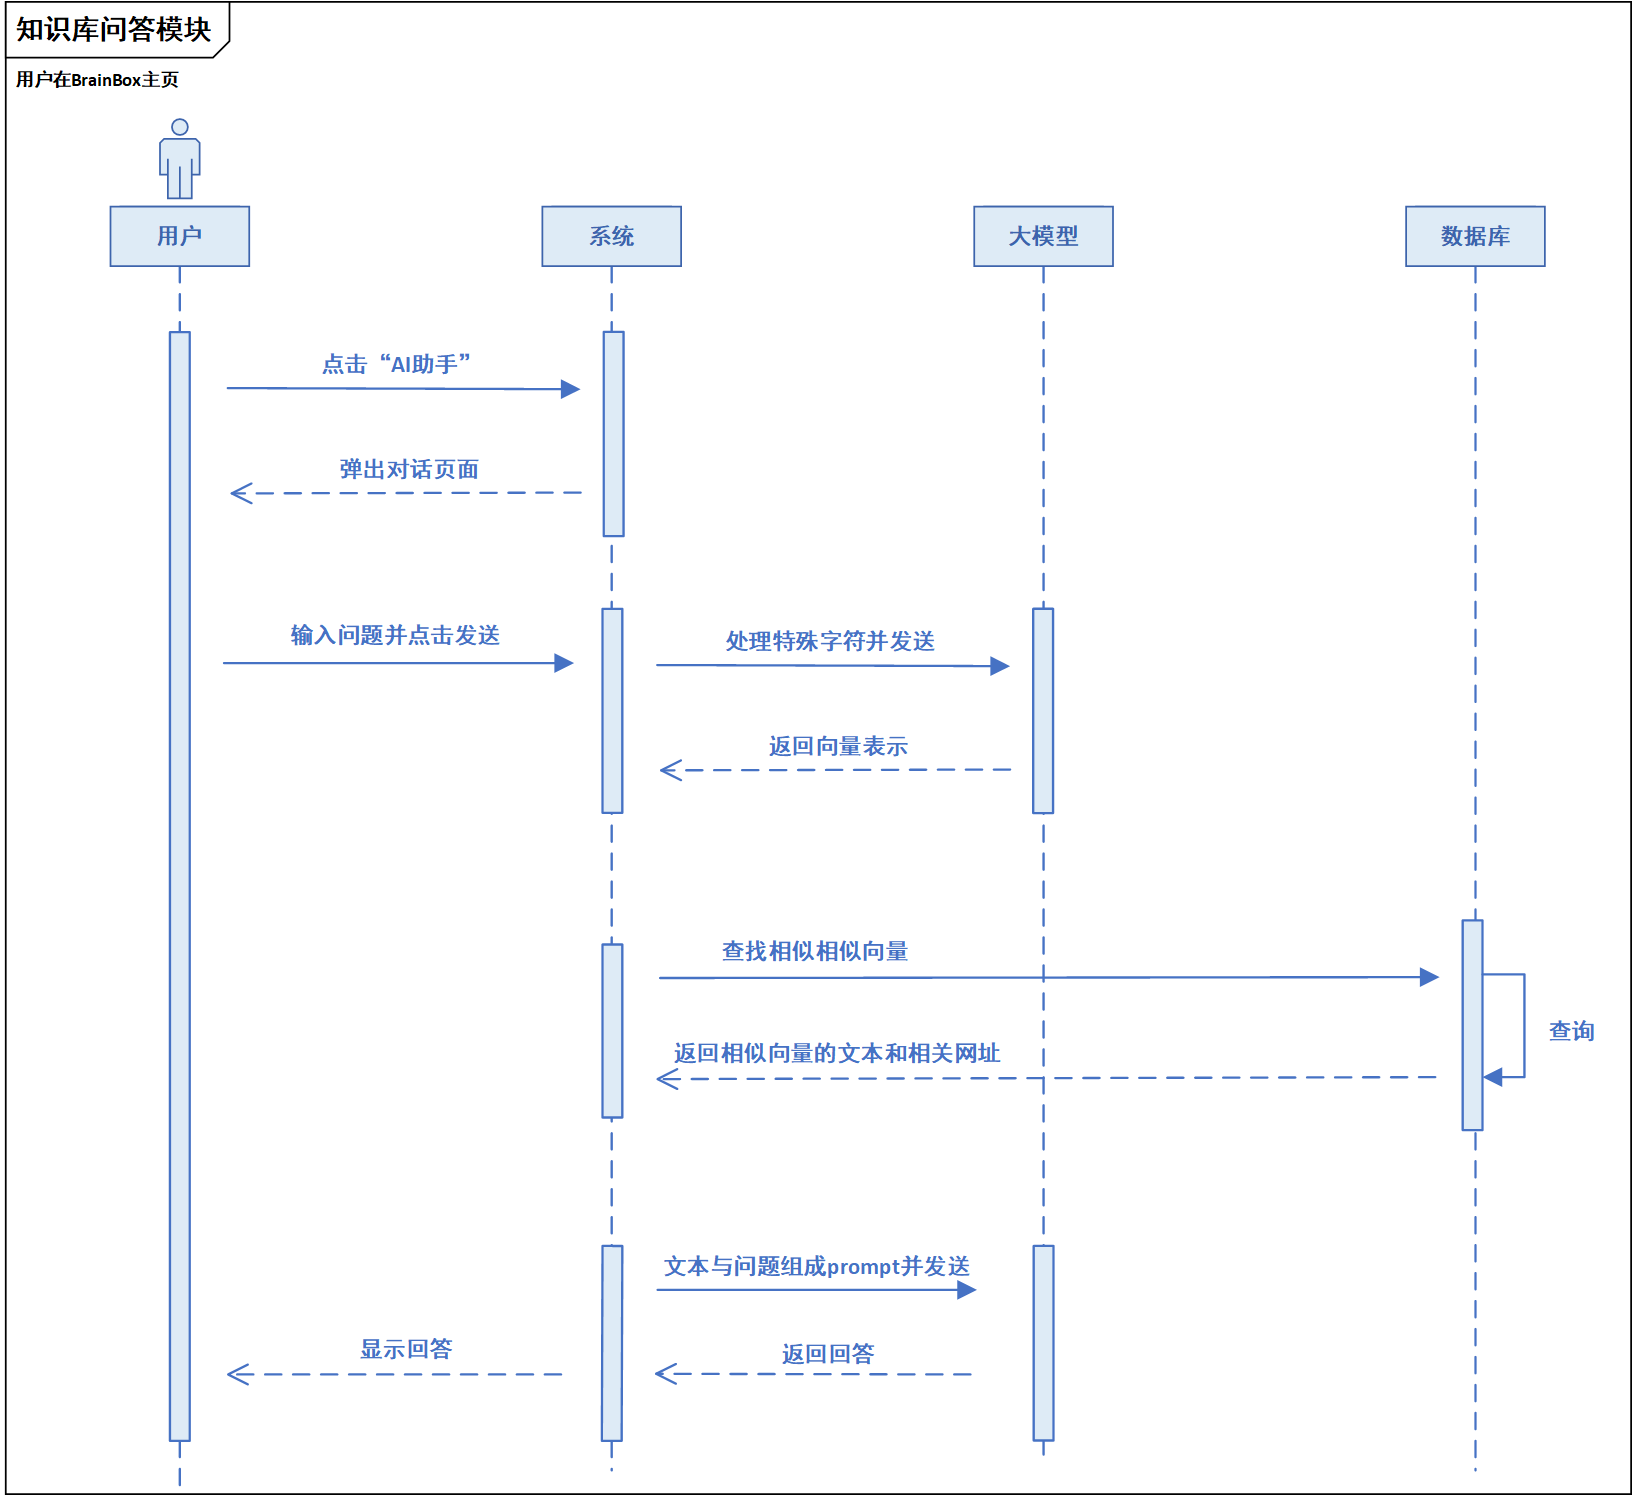 知识库问答模块
用户在BrainBox主页
用户
系统
大模型
数据库
点击“AI助手”
弹出对话页面
输入问题并点击发送
处理特殊字符并发送
返回向量表示
查找相似相似向量
查询
返回相似向量的文本和相关网址
文本与问题组成prompt并发送
显示回答
返回回答